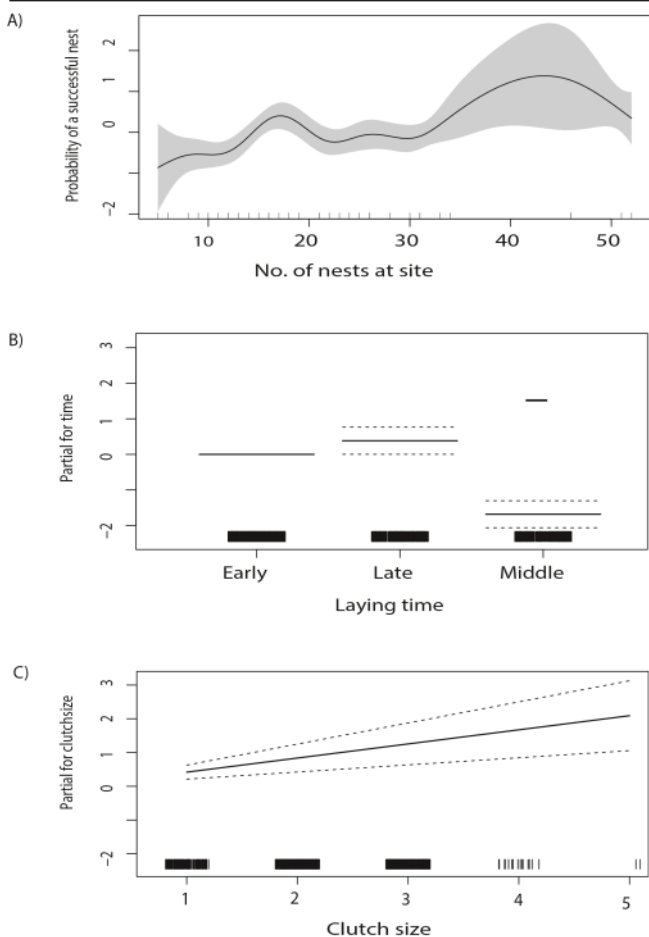 A)
Probability of a successful nest
2
1
0
−2
10 20 30 40 50
No. of nests at site
B)
Partial for time
3
2
1
0
−2
Early Late Middle
Laying time
C)
Partial for clutchsize
3
2
1
0
−2
1 2 3 4 5
Clutch size